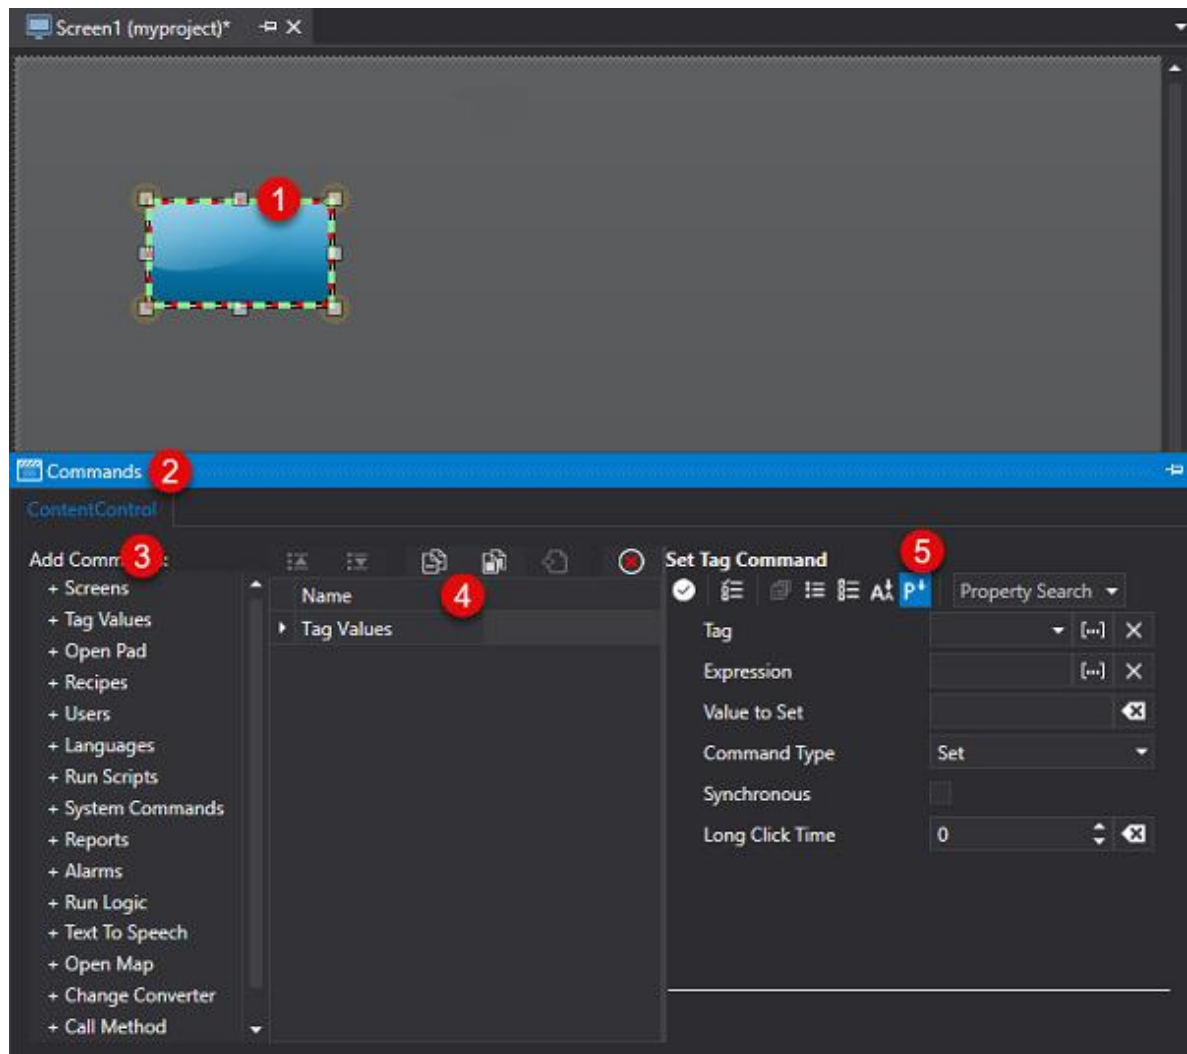 Screen1 (myproject)*
1
Commands 2
ContentControl
Add Comm 3 :
+ Screens
+ Tag Values
+ Open Pad
+ Recipes
+ Users
+ Languages
+ Run Scripts
+ System Commands
+ Reports
+ Alarms
+ Run Logic
+ Text To Speech
+ Open Map
+ Change Converter
+ Call Method
Name 4
Tag Values
Set Tag Command 5
Property Search
Tag [...]
Expression [...]
Value to Set
Command Type Set
Synchronous
Long Click Time 0